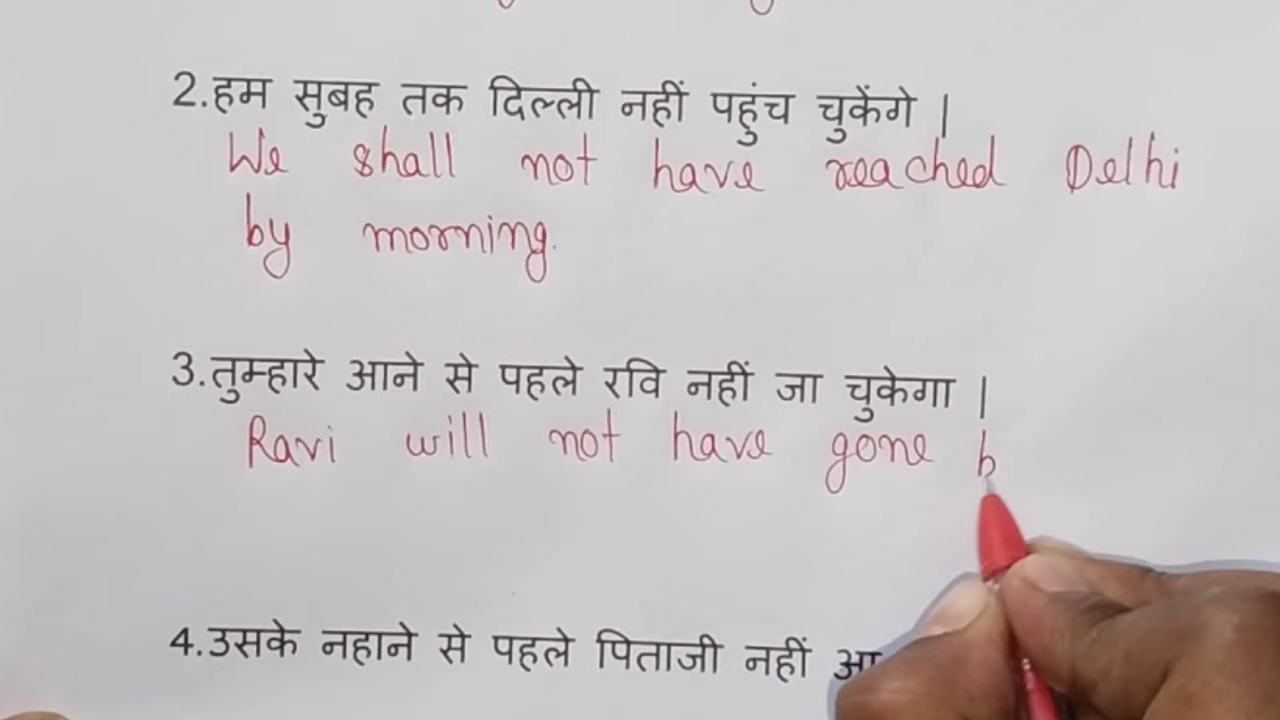 2.हम सुबह तक दिल्ली नहीं पहुंच चुकेंगे |
We shall not have reached Delhi
by morning.
3.तुम्हारे आने से पहले रवि नहीं जा चुकेगा |
Ravi will not have gone b
4.उसके नहाने से पहले पिताजी नहीं आ